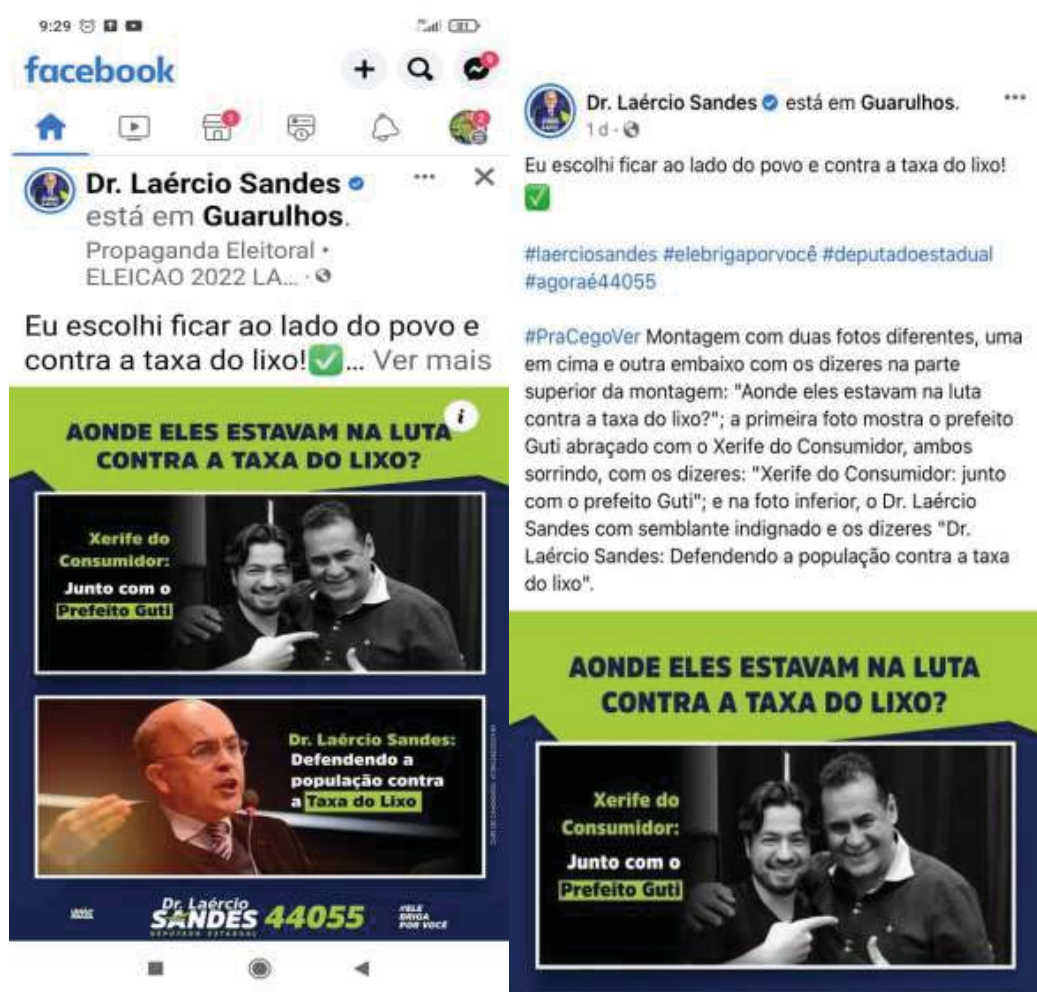 9:29
facebook
Dr. Laércio Sandes
está em Guarulhos.
Propaganda Eleitoral •
ELEICAO 2022 LA... ·
Eu escolhi ficar ao lado do povo e
contra a taxa do lixo!✅... Ver mais
AONDE ELES ESTAVAM NA LUTA
CONTRA A TAXA DO LIXO?
Xerife do
Consumidor:
Junto com o
Prefeito Guti
Dr. Laércio Sandes:
Defendendo a
população contra
a Taxa do Lixo
Dr. Laércio
SANDES 44055
DEPUTADO ESTADUAL
#ELE
BRIGA
POR VOCÊ
Dr. Laércio Sandes está em Guarulhos.
1 d ·
Eu escolhi ficar ao lado do povo e contra a taxa do lixo!
✅
#laerciosandes #elebrigaporvocê #deputadoestadual
#agoraé44055
#PraCegoVer Montagem com duas fotos diferentes, uma
em cima e outra embaixo com os dizeres na parte
superior da montagem: "Aonde eles estavam na luta
contra a taxa do lixo?"; a primeira foto mostra o prefeito
Guti abraçado com o Xerife do Consumidor, ambos
sorrindo, com os dizeres: "Xerife do Consumidor: junto
com o prefeito Guti"; e na foto inferior, o Dr. Laércio
Sandes com semblante indignado e os dizeres "Dr.
Laércio Sandes: Defendendo a população contra a taxa
do lixo".
AONDE ELES ESTAVAM NA LUTA
CONTRA A TAXA DO LIXO?
Xerife do
Consumidor:
Junto com o
Prefeito Guti